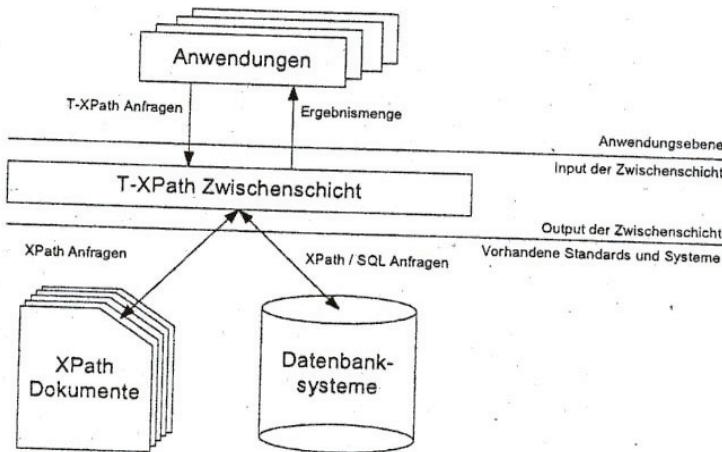 Anwendungen
T-XPath Anfragen
Ergebnismenge
Anwendungsebene
Input der Zwischenschicht
T-XPath Zwischenschicht
Output der Zwischenschicht
Vorhandene Standards und Systeme
XPath Anfragen
XPath / SQL Anfragen
XPath
Dokumente
Datenbank-
systeme